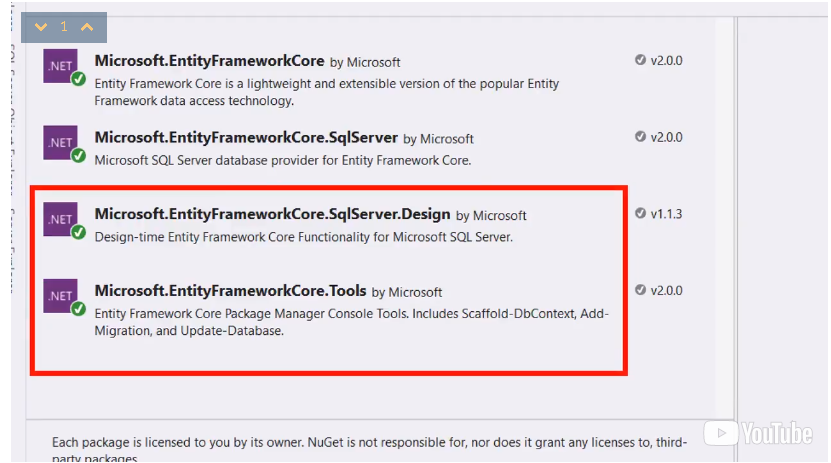 1
.NET
Microsoft.EntityFrameworkCore by Microsoft
v2.0.0
Entity Framework Core is a lightweight and extensible version of the popular Entity
Framework data access technology.
.NET
Microsoft.EntityFrameworkCore.SqlServer by Microsoft
v2.0.0
Microsoft SQL Server database provider for Entity Framework Core.
.NET
Microsoft.EntityFrameworkCore.SqlServer.Design by Microsoft
v1.1.3
Design-time Entity Framework Core Functionality for Microsoft SQL Server.
.NET
Microsoft.EntityFrameworkCore.Tools by Microsoft
v2.0.0
Entity Framework Core Package Manager Console Tools. Includes Scaffold-DbContext, Add-
Migration, and Update-Database.
Each package is licensed to you by its owner. NuGet is not responsible for, nor does it grant any licenses to, third-
party packages.
YouTube